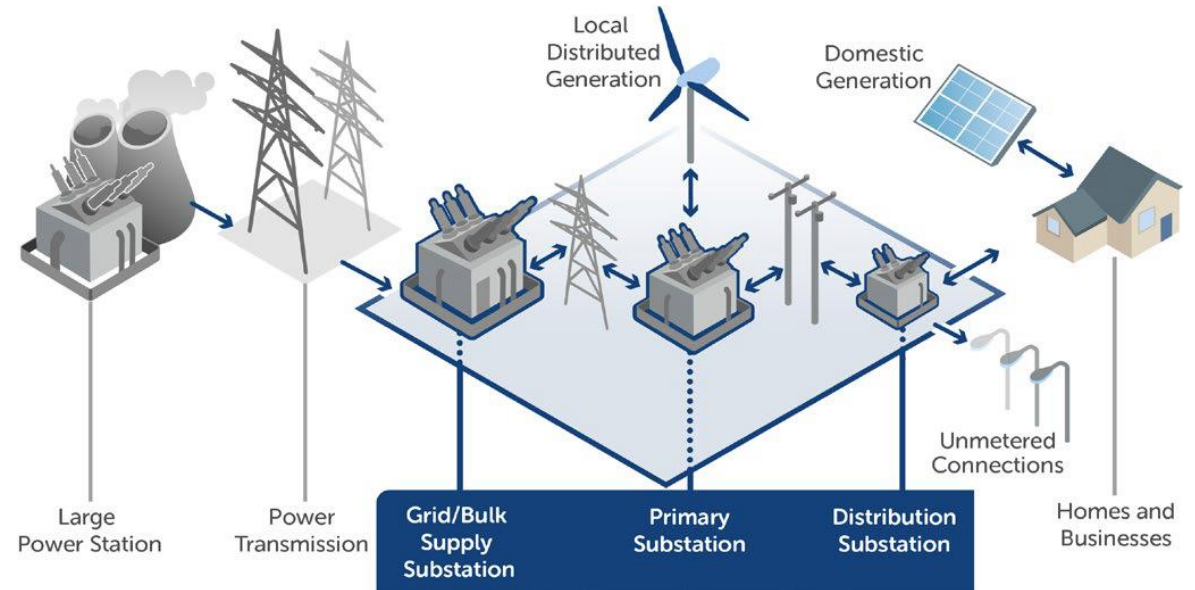 Local
Distributed
Generation
Domestic
Generation
Unmetered
Connections
Large
Power Station
Power
Transmission
Grid/Bulk
Supply
Substation
Primary
Substation
Distribution
Substation
Homes and
Businesses